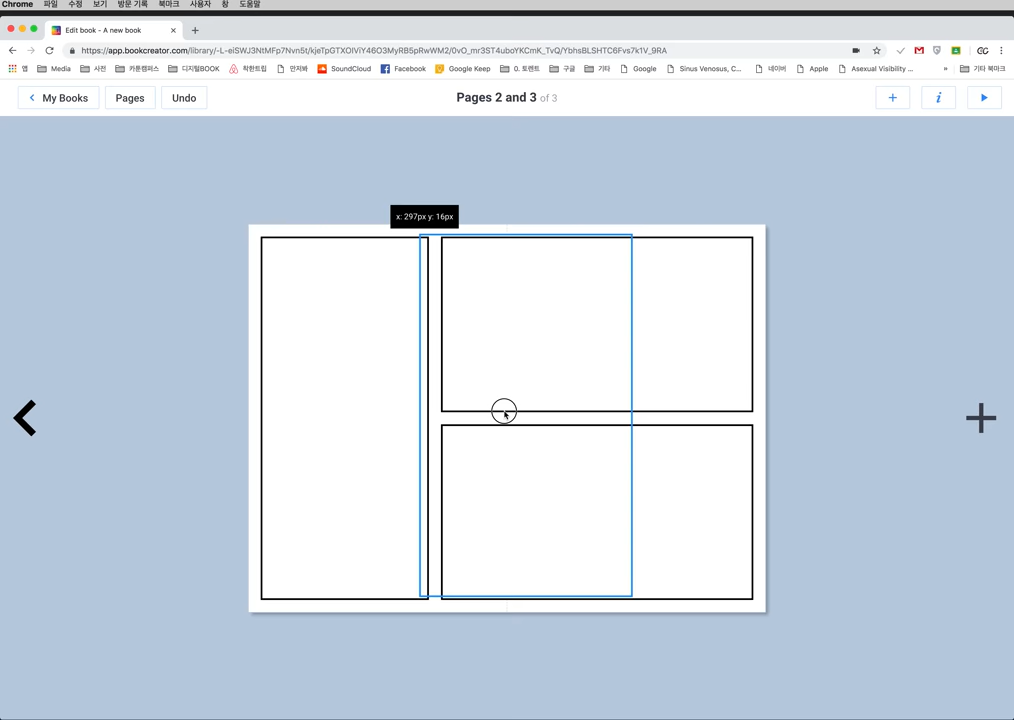 Chrome 파일 수정 보기 방문 기록 북마크 사용자 창 도움말
Edit book - A new book
https://app.bookcreator.com/library/-L-eiSWJ3NtMFp7Nvn5t/kjeTpGTXOIViY46O3MyRB5pRwWM2/0vO_mr3ST4uboYKCmK_TvQ/YbhsBLSHTC6Fvs7k1V_9RA
앱 Media 사전 카툰캠퍼스 디지털BOOK 착한트립 안저봐 SoundCloud Facebook Google Keep 0. 토렌트 구글 기타 Google Sinus Venosus, C... 네이버 Apple Asexual Visibility ... » 기타 북마크
My Books Pages Undo Pages 2 and 3 of 3 + i
x: 297px y: 16px